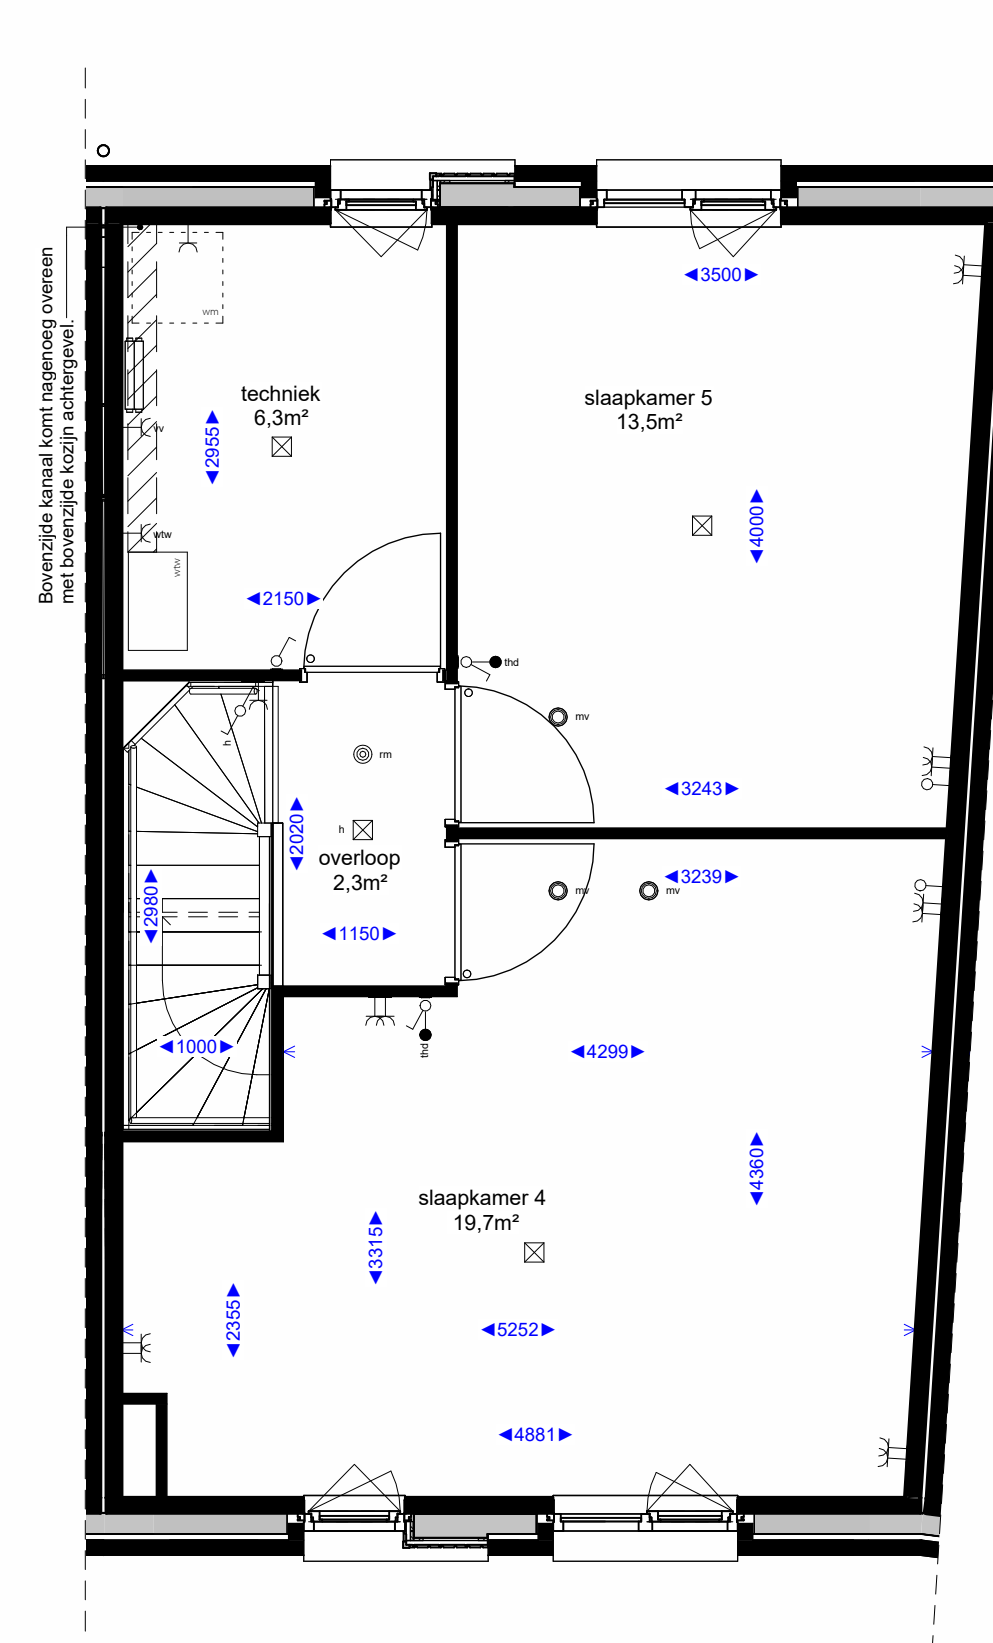 Bovenzijde kanaal komt nagenoeg overeen
met bovenzijde kozijn achtergevel.
wm
3500
techniek
6,3m²
slaapkamer 5
13,5m²
vv
2955
4000
wtw
wtw
2150
thd
mv
h
rm
3243
2020
h
overloop
2,3m²
3239
mv
mv
2980
1150
1000
thd
4299
4360
slaapkamer 4
19,7m²
3315
2355
5252
4881